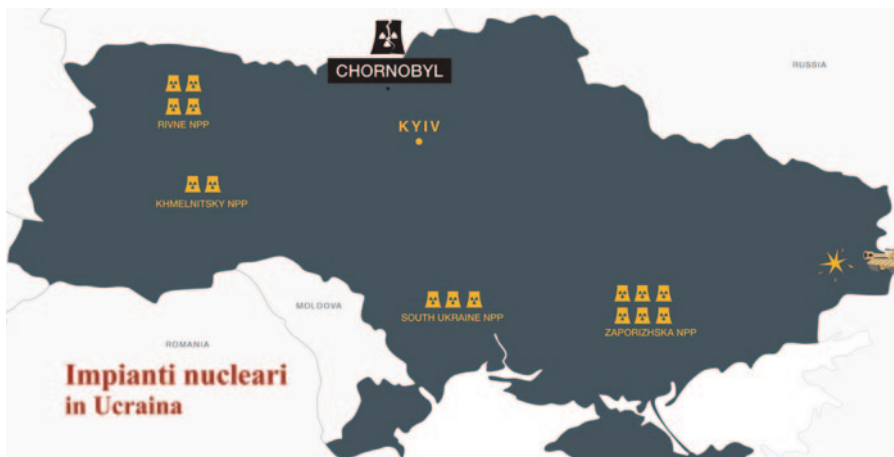 CHORNOBYL
RUSSIA
RIVNE NPP
KYIV
KHMELNITSKY NPP
MOLDOVA
SOUTH UKRAINE NPP
ZAPORIZHSKA NPP
ROMANIA
Impianti nucleari
in Ucraina